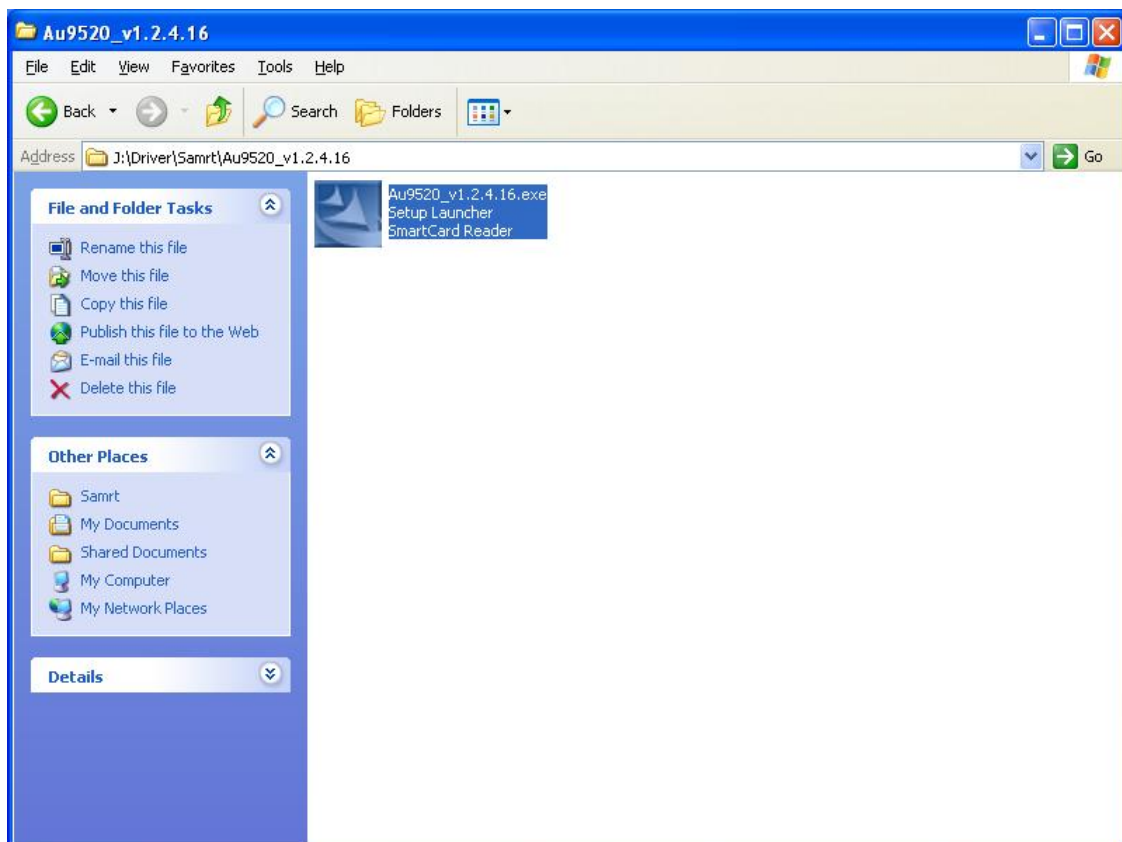 Au9520_v1.2.4.16
File Edit View Favorites Tools Help
Back Search Folders
Address J:\Driver\Samrt\Au9520_v1.2.4.16 Go
File and Folder Tasks
Rename this file
Move this file
Copy this file
Publish this file to the Web
E-mail this file
Delete this file
Other Places
Samrt
My Documents
Shared Documents
My Computer
My Network Places
Details
Au9520_v1.2.4.16.exe
Setup Launcher
SmartCard Reader